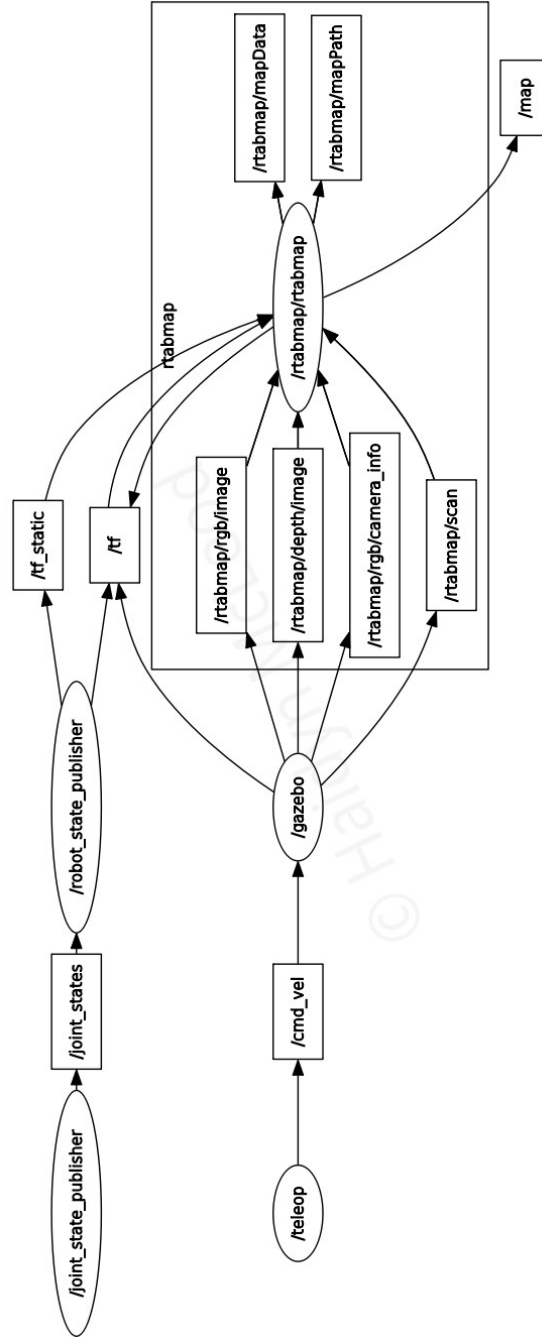 /joint_state_publisher
/joint_states
/robot_state_publisher
/tf_static
/tf
/teleop
/cmd_vel
/gazebo
rtabmap
/rtabmap/rgb/image
/rtabmap/depth/image
/rtabmap/rgb/camera_info
/rtabmap/scan
/rtabmap/rtabmap
/rtabmap/mapData
/rtabmap/mapPath
/map